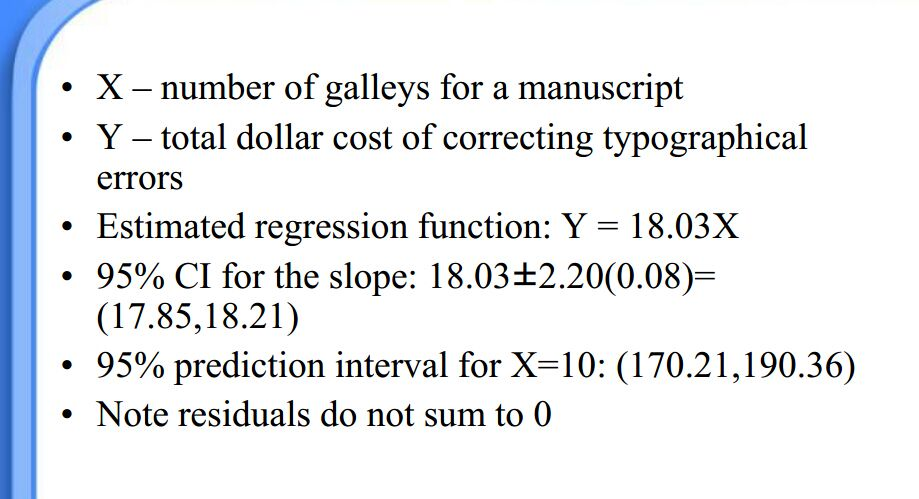 • X – number of galleys for a manuscript
• Y – total dollar cost of correcting typographical
errors
• Estimated regression function: Y = 18.03X
• 95% CI for the slope: 18.03±2.20(0.08)=
(17.85,18.21)
• 95% prediction interval for X=10: (170.21,190.36)
• Note residuals do not sum to 0